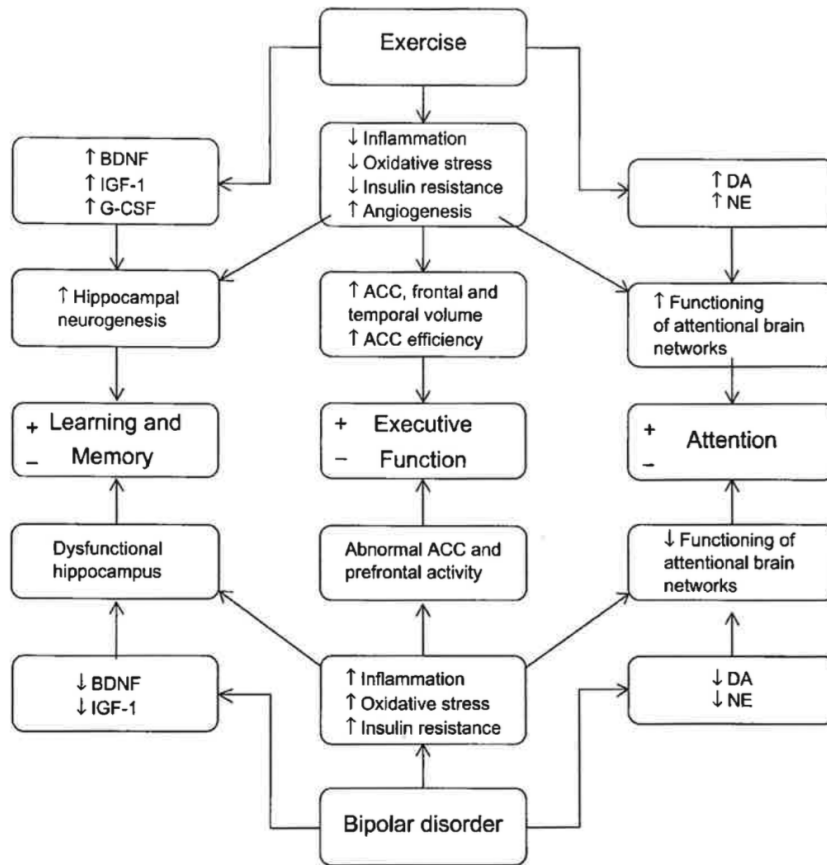 Exercise
↓ Inflammation
↓ Oxidative stress
↓ Insulin resistance
↑ Angiogenesis
↑ BDNF
↑ IGF-1
↑ G-CSF
↑ DA
↑ NE
↑ Hippocampal
neurogenesis
↑ ACC, frontal and
temporal volume
↑ ACC efficiency
↑ Functioning
of attentional brain
networks
+ Learning and
− Memory
+ Executive
− Function
+
Attention
−
Dysfunctional
hippocampus
Abnormal ACC and
prefrontal activity
↓ Functioning of
attentional brain
networks
↓ BDNF
↓ IGF-1
↑ Inflammation
↑ Oxidative stress
↑ Insulin resistance
↓ DA
↓ NE
Bipolar disorder